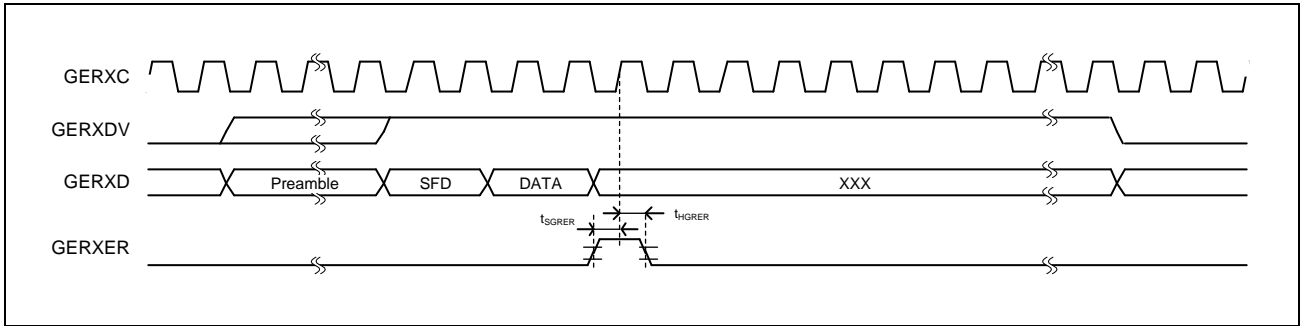 GERXC
GERXDV
GERXD
Preamble
SFD
DATA
XXX
tSGRER
tHGRER
GERXER